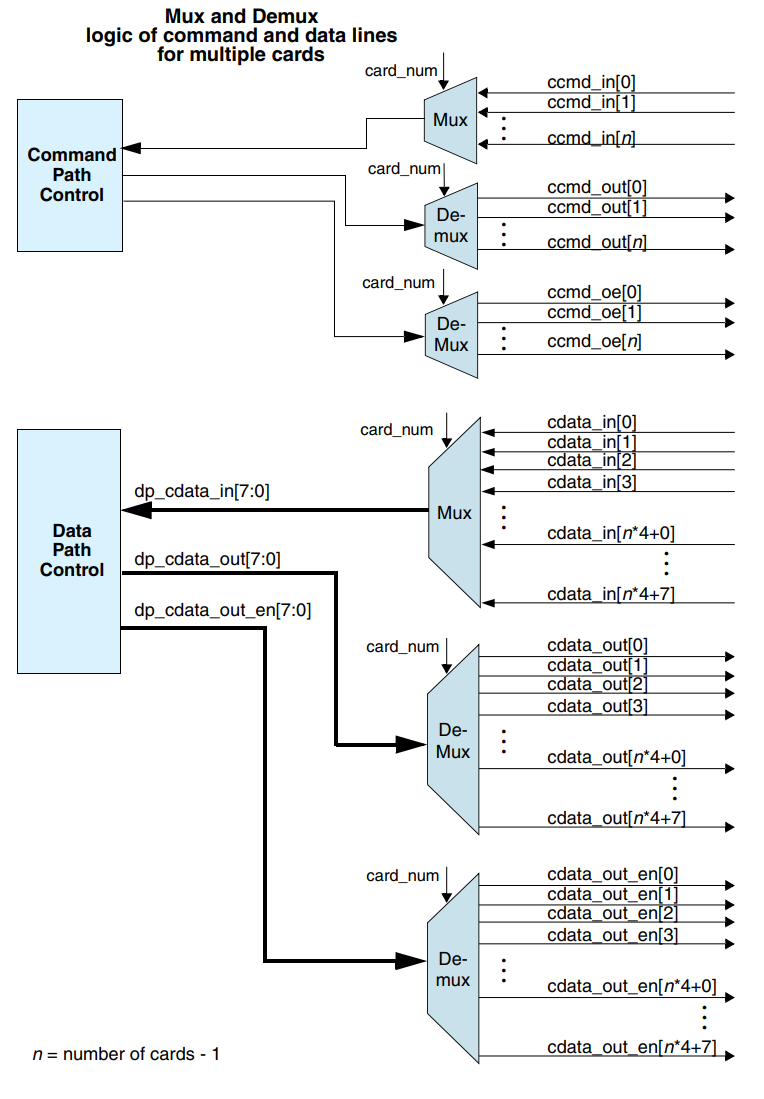 Mux and Demux
logic of command and data lines
for multiple cards
card_num
ccmd_in[0]
ccmd_in[1]
ccmd_in[n]
Mux
Command
Path
Control
card_num
ccmd_out[0]
ccmd_out[1]
ccmd_out[n]
De-
mux
card_num
ccmd_oe[0]
ccmd_oe[1]
ccmd_oe[n]
De-
Mux
card_num
cdata_in[0]
cdata_in[1]
cdata_in[2]
cdata_in[3]
cdata_in[n*4+0]
cdata_in[n*4+7]
Mux
dp_cdata_in[7:0]
Data
Path
Control
dp_cdata_out[7:0]
dp_cdata_out_en[7:0]
card_num
cdata_out[0]
cdata_out[1]
cdata_out[2]
cdata_out[3]
cdata_out[n*4+0]
cdata_out[n*4+7]
De-
Mux
card_num
cdata_out_en[0]
cdata_out_en[1]
cdata_out_en[2]
cdata_out_en[3]
cdata_out_en[n*4+0]
cdata_out_en[n*4+7]
De-
mux
n = number of cards - 1